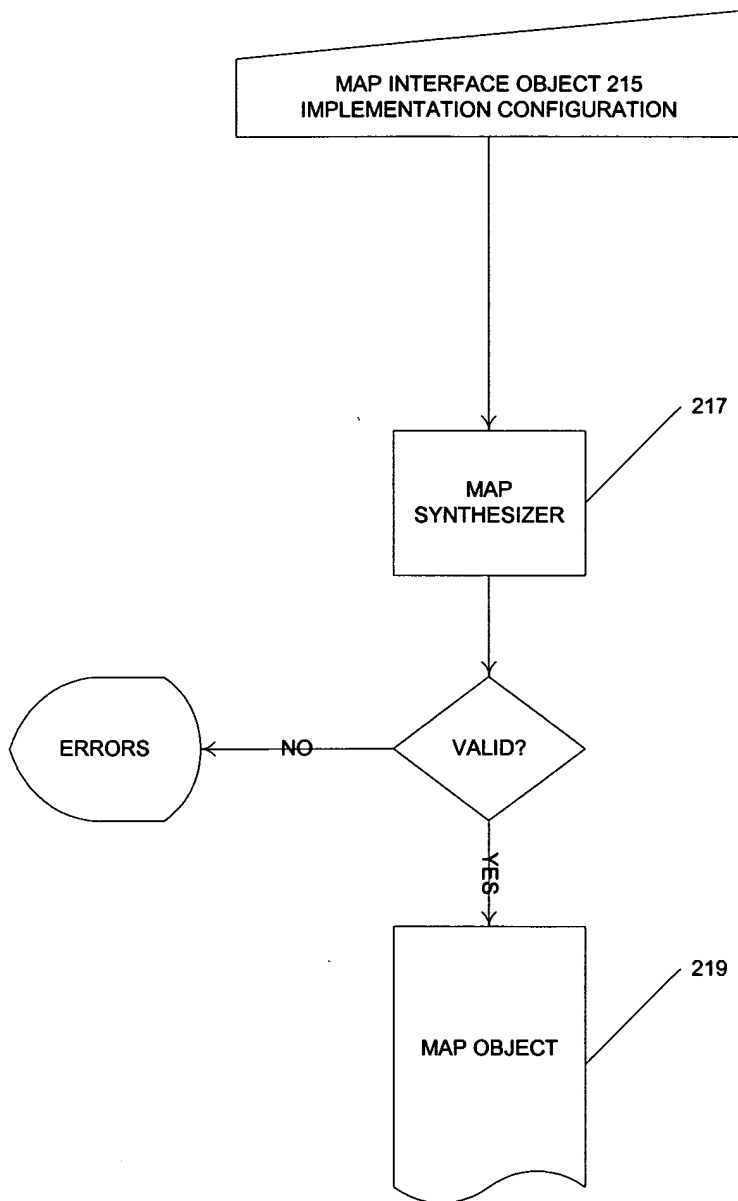 MAP INTERFACE OBJECT 215
IMPLEMENTATION CONFIGURATION
217
MAP
SYNTHESIZER
ERRORS
NO
VALID?
YES
219
MAP OBJECT